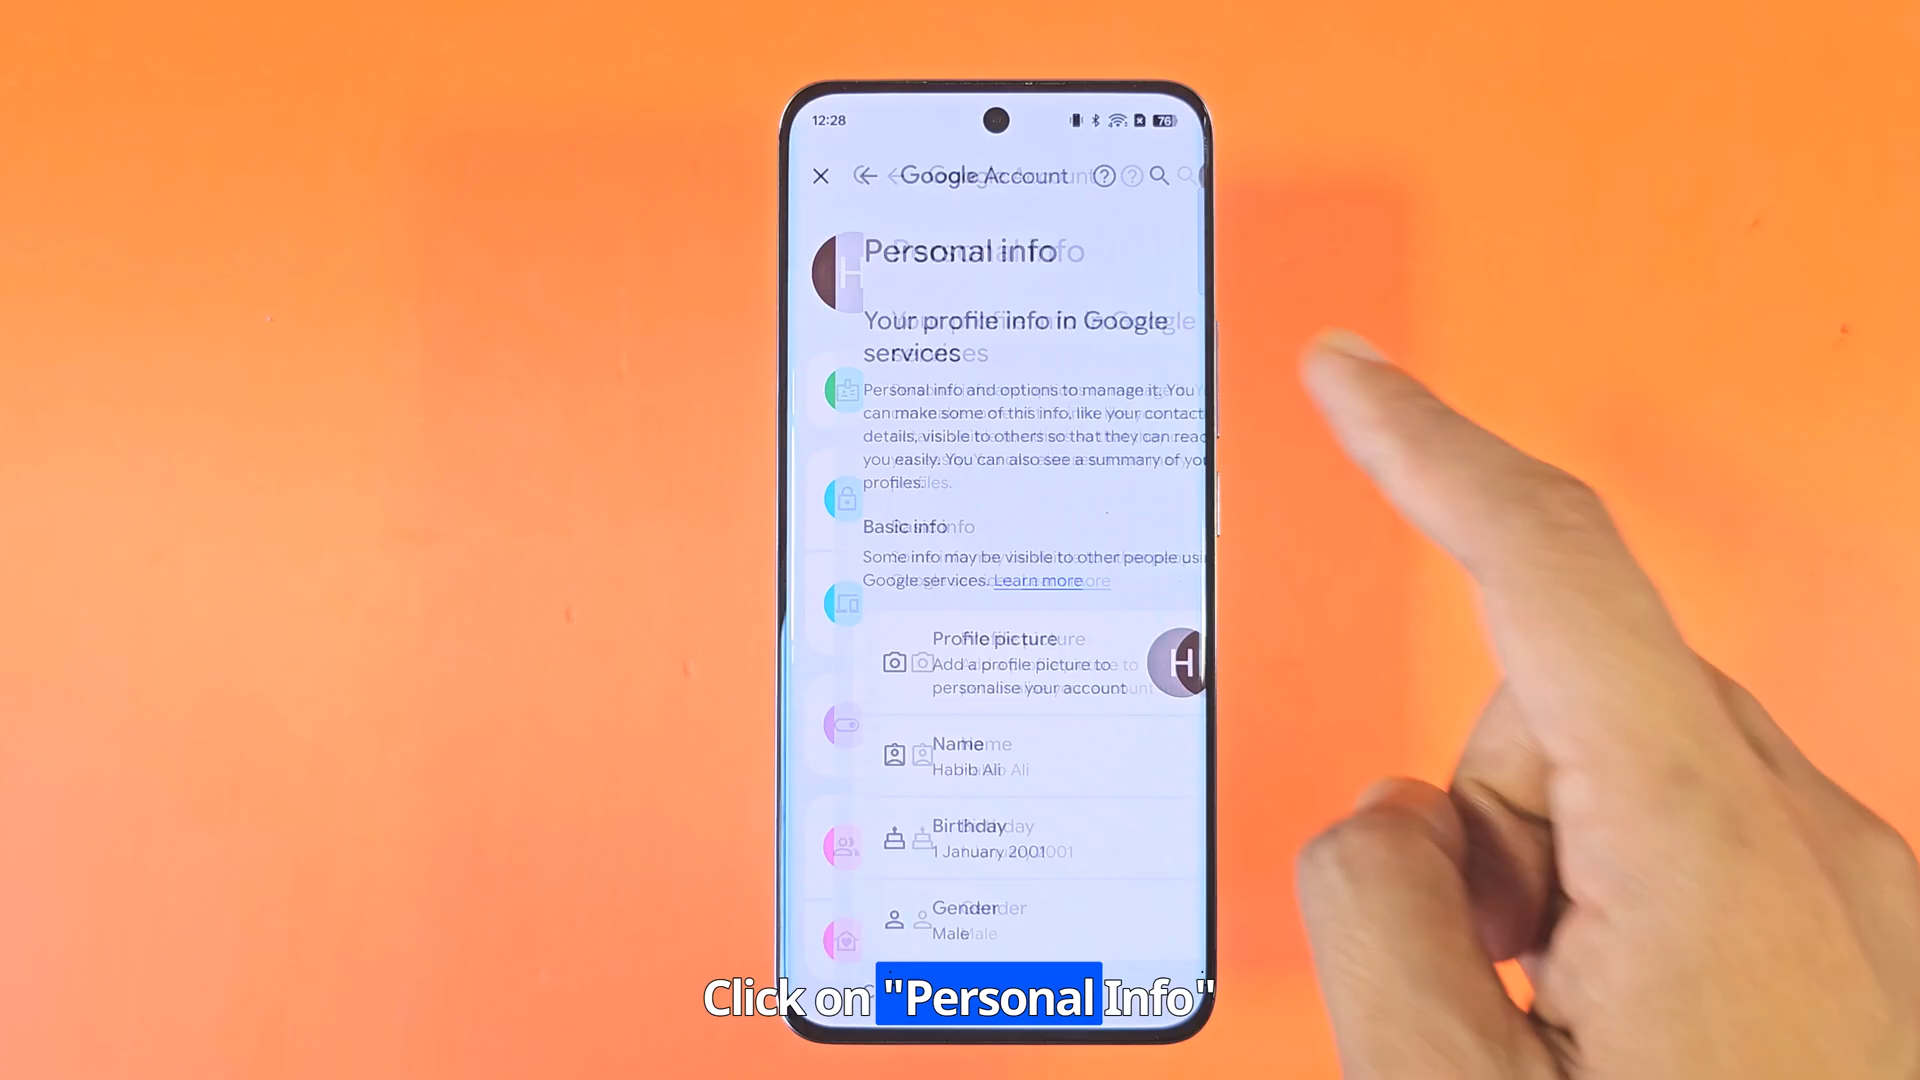 12:28
76
Google Account
H
Personal info
Your profile info in Google
services
Personal info and options to manage it. You
can make some of this info, like your contact
details, visible to others so that they can reac
you easily. You can also see a summary of you
profiles.
Basic info
Some info may be visible to other people usi
Google services. Learn more
Profile picture
Add a profile picture to
personalise your account
H
Name
Habib Ali
Birthday
1 January 2001
Gender
Male
Click on "Personal Info"